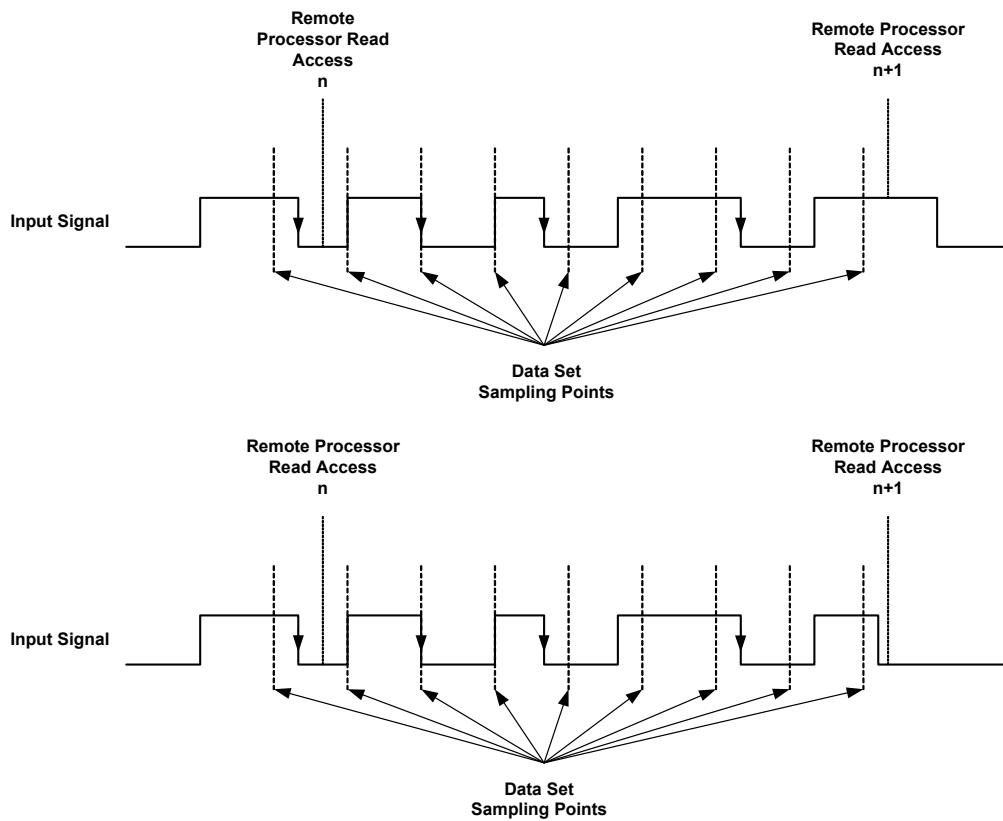 Remote
Processor Read
Access
n
Remote Processor
Read Access
n+1
Input Signal
Data Set
Sampling Points
Remote Processor
Read Access
n
Remote Processor
Read Access
n+1
Input Signal
Data Set
Sampling Points